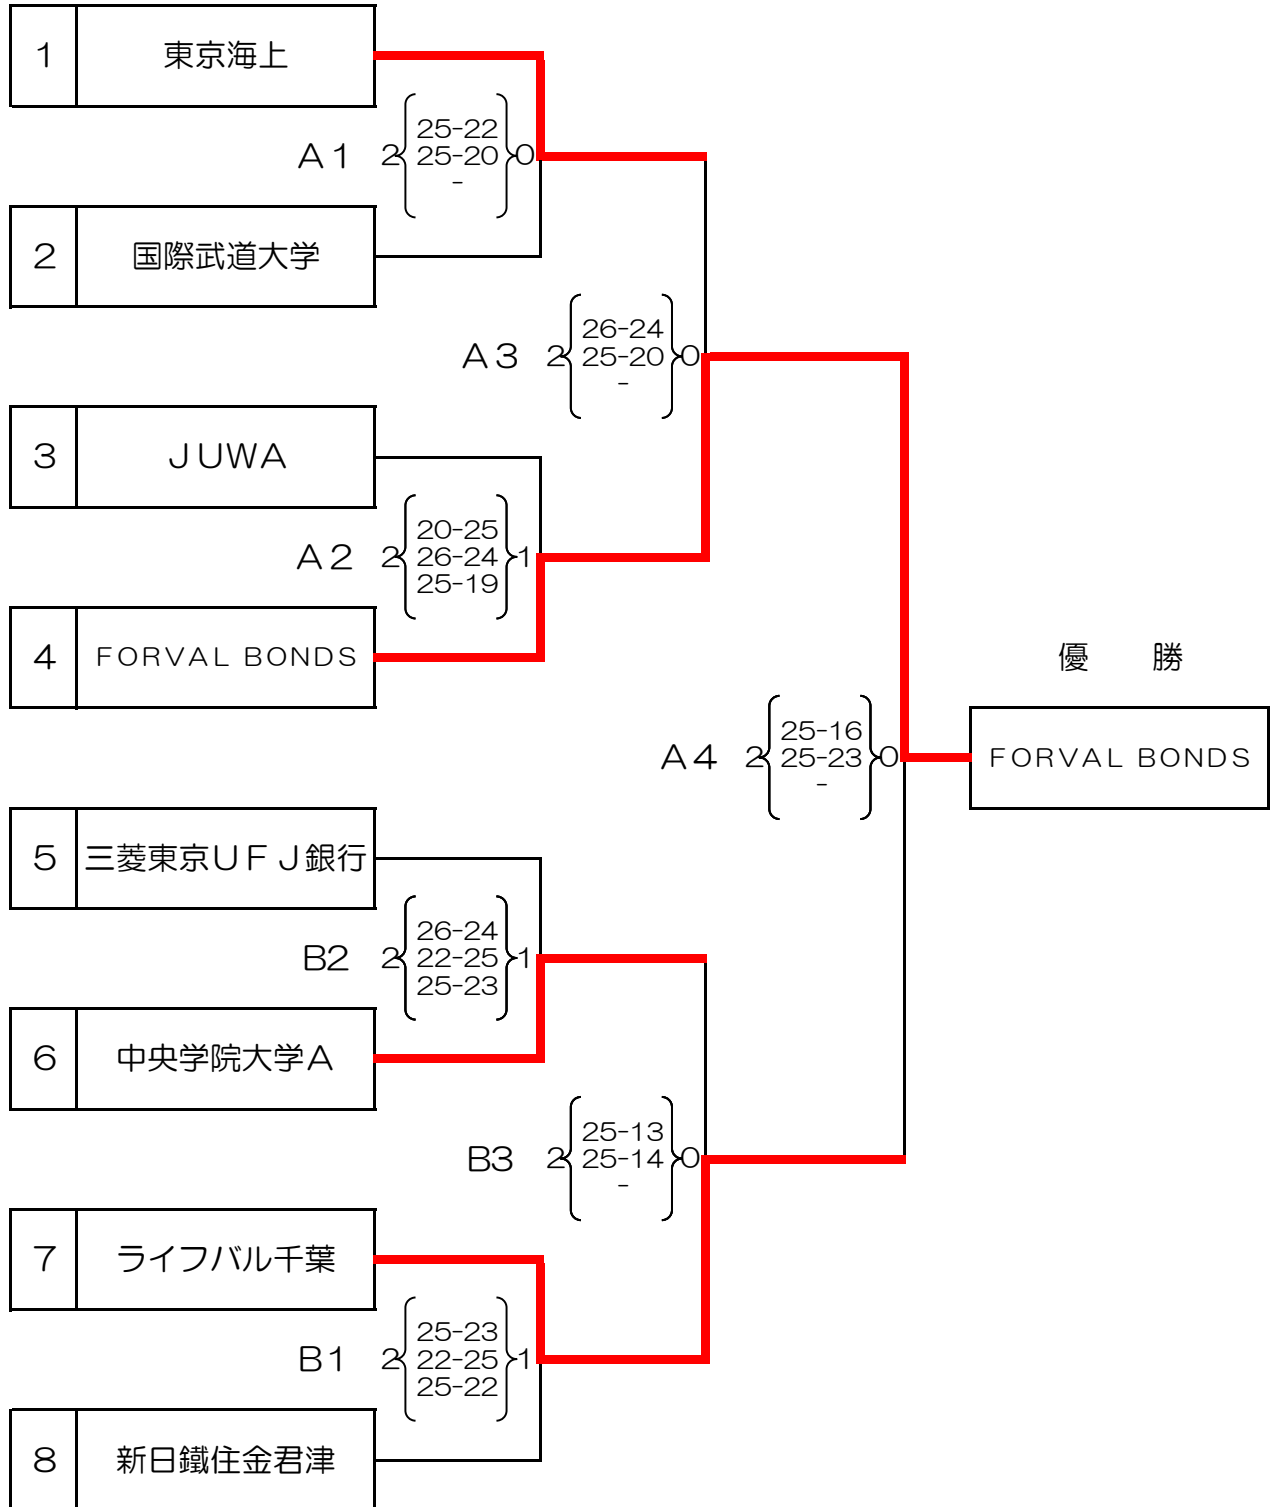 1 東京海上
25-22
A1 2 25-20 0
-
2 国際武道大学
26-24
A3 2 25-20 0
-
3 JUWA
20-25
A2 2 26-24 1
25-19
4 FORVAL BONDS
優 勝
25-16
A4 2 25-23 0
-
FORVAL BONDS
5 三菱東京UFJ銀行
26-24
B2 2 22-25 1
25-23
6 中央学院大学A
25-13
B3 2 25-14 0
-
7 ライフバル千葉
25-23
B1 2 22-25 1
25-22
8 新日鐵住金君津